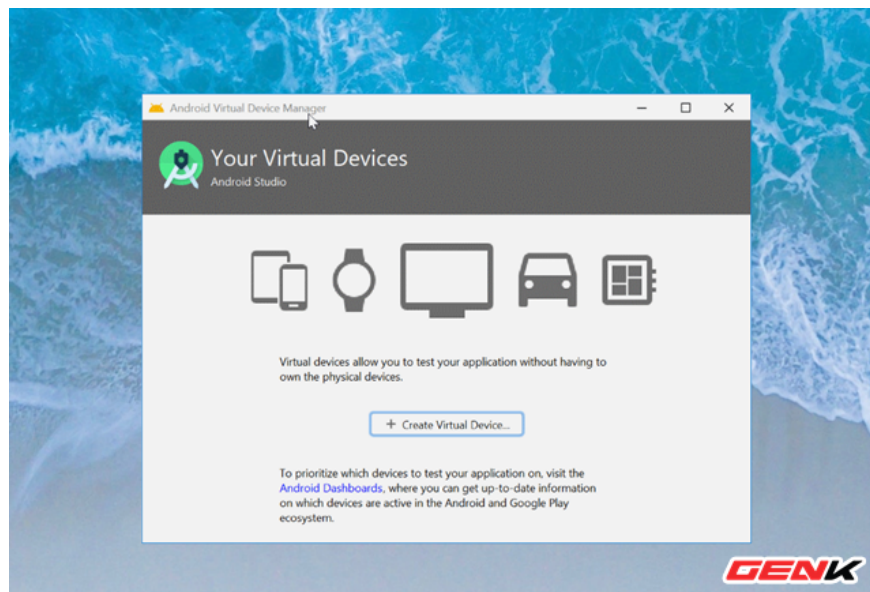 Android Virtual Device Manager
Your Virtual Devices
Android Studio
Virtual devices allow you to test your application without having to
own the physical devices.
+ Create Virtual Device...
To prioritize which devices to test your application on, visit the
Android Dashboards, where you can get up-to-date information
on which devices are active in the Android and Google Play
ecosystem.
GENK